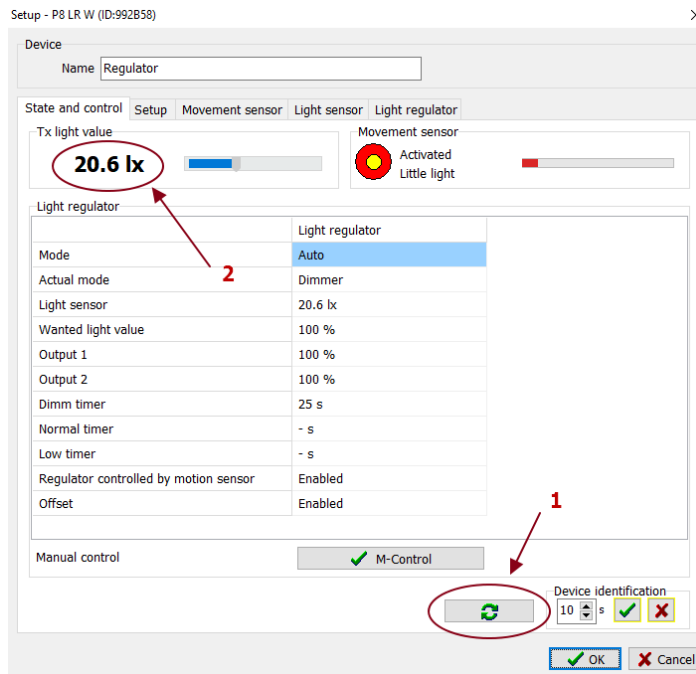 Setup - P8 LR W (ID:992B58)
Device
Name Regulator
State and control Setup Movement sensor Light sensor Light regulator
Tx light value
20.6 lx
Movement sensor
Activated
Little light
Light regulator
Light regulator
Mode Auto
Actual mode Dimmer
Light sensor 20.6 lx
Wanted light value 100 %
Output 1 100 %
Output 2 100 %
Dimm timer 25 s
Normal timer - s
Low timer - s
Regulator controlled by motion sensor Enabled
Offset Enabled
2
1
Manual control M-Control
Device identification
10 s
OK Cancel